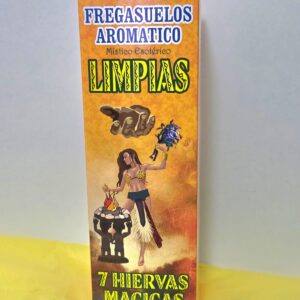 FREGASUELOS
AROMATICO
Místico Esotérico
LIMPIAS
7 HIERVAS
MAGICAS